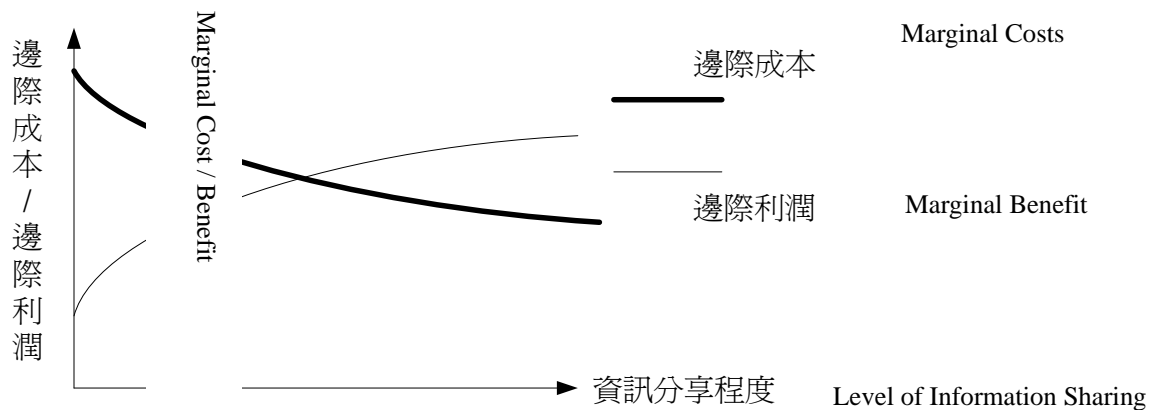 邊際成本/邊際利潤
Marginal Cost / Benefit
Marginal Costs
邊際成本
邊際利潤
Marginal Benefit
資訊分享程度
Level of Information Sharing